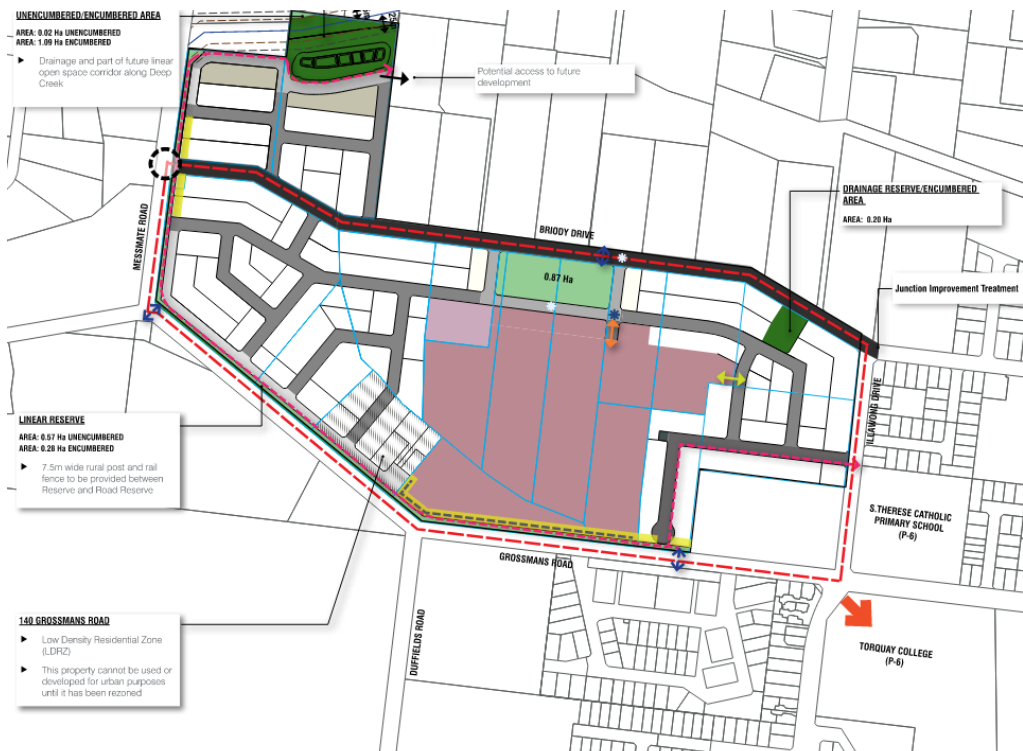 UNENCUMBERED/ENCUMBERED AREA
AREA: 0.02 Ha UNENCUMBERED
AREA: 1.09 Ha ENCUMBERED
► Drainage and part of future linear
open space corridor along Deep
Creek
Potential access to future
development
DRAINAGE RESERVE/ENCUMBERED
AREA
AREA: 0.20 Ha
MESSMATE ROAD
BRIODY DRIVE
0.87 Ha
Junction Improvement Treatment
ILLAWONG DRIVE
LINEAR RESERVE
AREA: 0.57 Ha UNENCUMBERED
AREA: 0.28 Ha ENCUMBERED
► 7.5m wide rural post and rail
fence to be provided between
Reserve and Road Reserve
S.THERESE CATHOLIC
PRIMARY SCHOOL
(P-6)
GROSSMANS ROAD
140 GROSSMANS ROAD
► Low Density Residential Zone
(LDRZ)
► This property cannot be used or
developed for urban purposes
until it has been rezoned
DUFFIELDS ROAD
TORQUAY COLLEGE
(P-6)